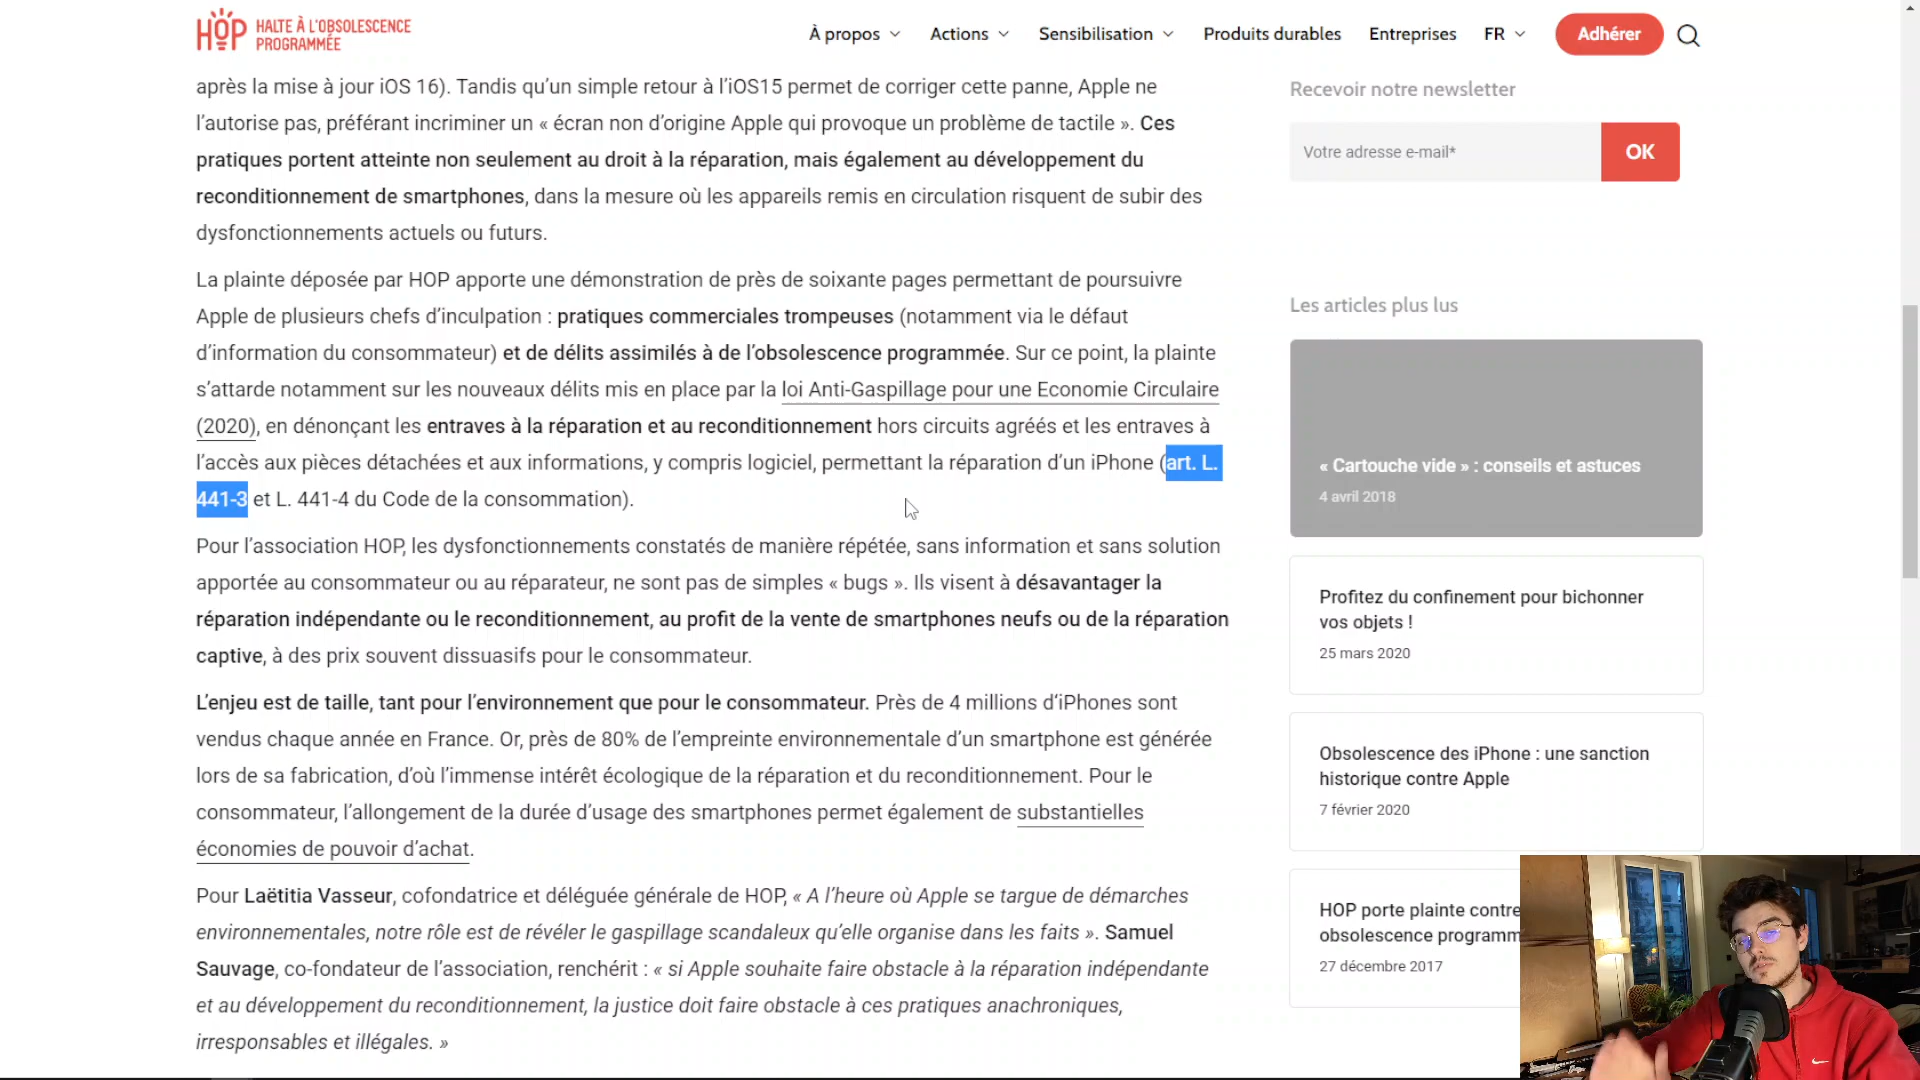 HOP HALTE À L'OBSOLESCENCE
PROGRAMMÉE
À propos Actions Sensibilisation Produits durables Entreprises FR Adhérer
après la mise à jour iOS 16). Tandis qu’un simple retour à l’iOS15 permet de corriger cette panne, Apple ne
l’autorise pas, préférant incriminer un « écran non d’origine Apple qui provoque un problème de tactile ». Ces
pratiques portent atteinte non seulement au droit à la réparation, mais également au développement du
reconditionnement de smartphones, dans la mesure où les appareils remis en circulation risquent de subir des
dysfonctionnements actuels ou futurs.
La plainte déposée par HOP apporte une démonstration de près de soixante pages permettant de poursuivre
Apple de plusieurs chefs d’inculpation : pratiques commerciales trompeuses (notamment via le défaut
d’information du consommateur) et de délits assimilés à de l’obsolescence programmée. Sur ce point, la plainte
s’attarde notamment sur les nouveaux délits mis en place par la loi Anti-Gaspillage pour une Economie Circulaire
(2020), en dénonçant les entraves à la réparation et au reconditionnement hors circuits agréés et les entraves à
l’accès aux pièces détachées et aux informations, y compris logiciel, permettant la réparation d’un iPhone (art. L.
441-3 et L. 441-4 du Code de la consommation).
Pour l’association HOP, les dysfonctionnements constatés de manière répétée, sans information et sans solution
apportée au consommateur ou au réparateur, ne sont pas de simples « bugs ». Ils visent à désavantager la
réparation indépendante ou le reconditionnement, au profit de la vente de smartphones neufs ou de la réparation
captive, à des prix souvent dissuasifs pour le consommateur.
L’enjeu est de taille, tant pour l’environnement que pour le consommateur. Près de 4 millions d‘iPhones sont
vendus chaque année en France. Or, près de 80% de l’empreinte environnementale d’un smartphone est générée
lors de sa fabrication, d’où l’immense intérêt écologique de la réparation et du reconditionnement. Pour le
consommateur, l’allongement de la durée d’usage des smartphones permet également de substantielles
économies de pouvoir d’achat.
Pour Laëtitia Vasseur, cofondatrice et déléguée générale de HOP, « A l’heure où Apple se targue de démarches
environnementales, notre rôle est de révéler le gaspillage scandaleux qu’elle organise dans les faits ». Samuel
Sauvage, co-fondateur de l’association, renchérit : « si Apple souhaite faire obstacle à la réparation indépendante
et au développement du reconditionnement, la justice doit faire obstacle à ces pratiques anachroniques,
irresponsables et illégales. »
Recevoir notre newsletter
Votre adresse e-mail* OK
Les articles plus lus
« Cartouche vide » : conseils et astuces
4 avril 2018
Profitez du confinement pour bichonner
vos objets !
25 mars 2020
Obsolescence des iPhone : une sanction
historique contre Apple
7 février 2020
HOP porte plainte contre
obsolescence programm
27 décembre 2017